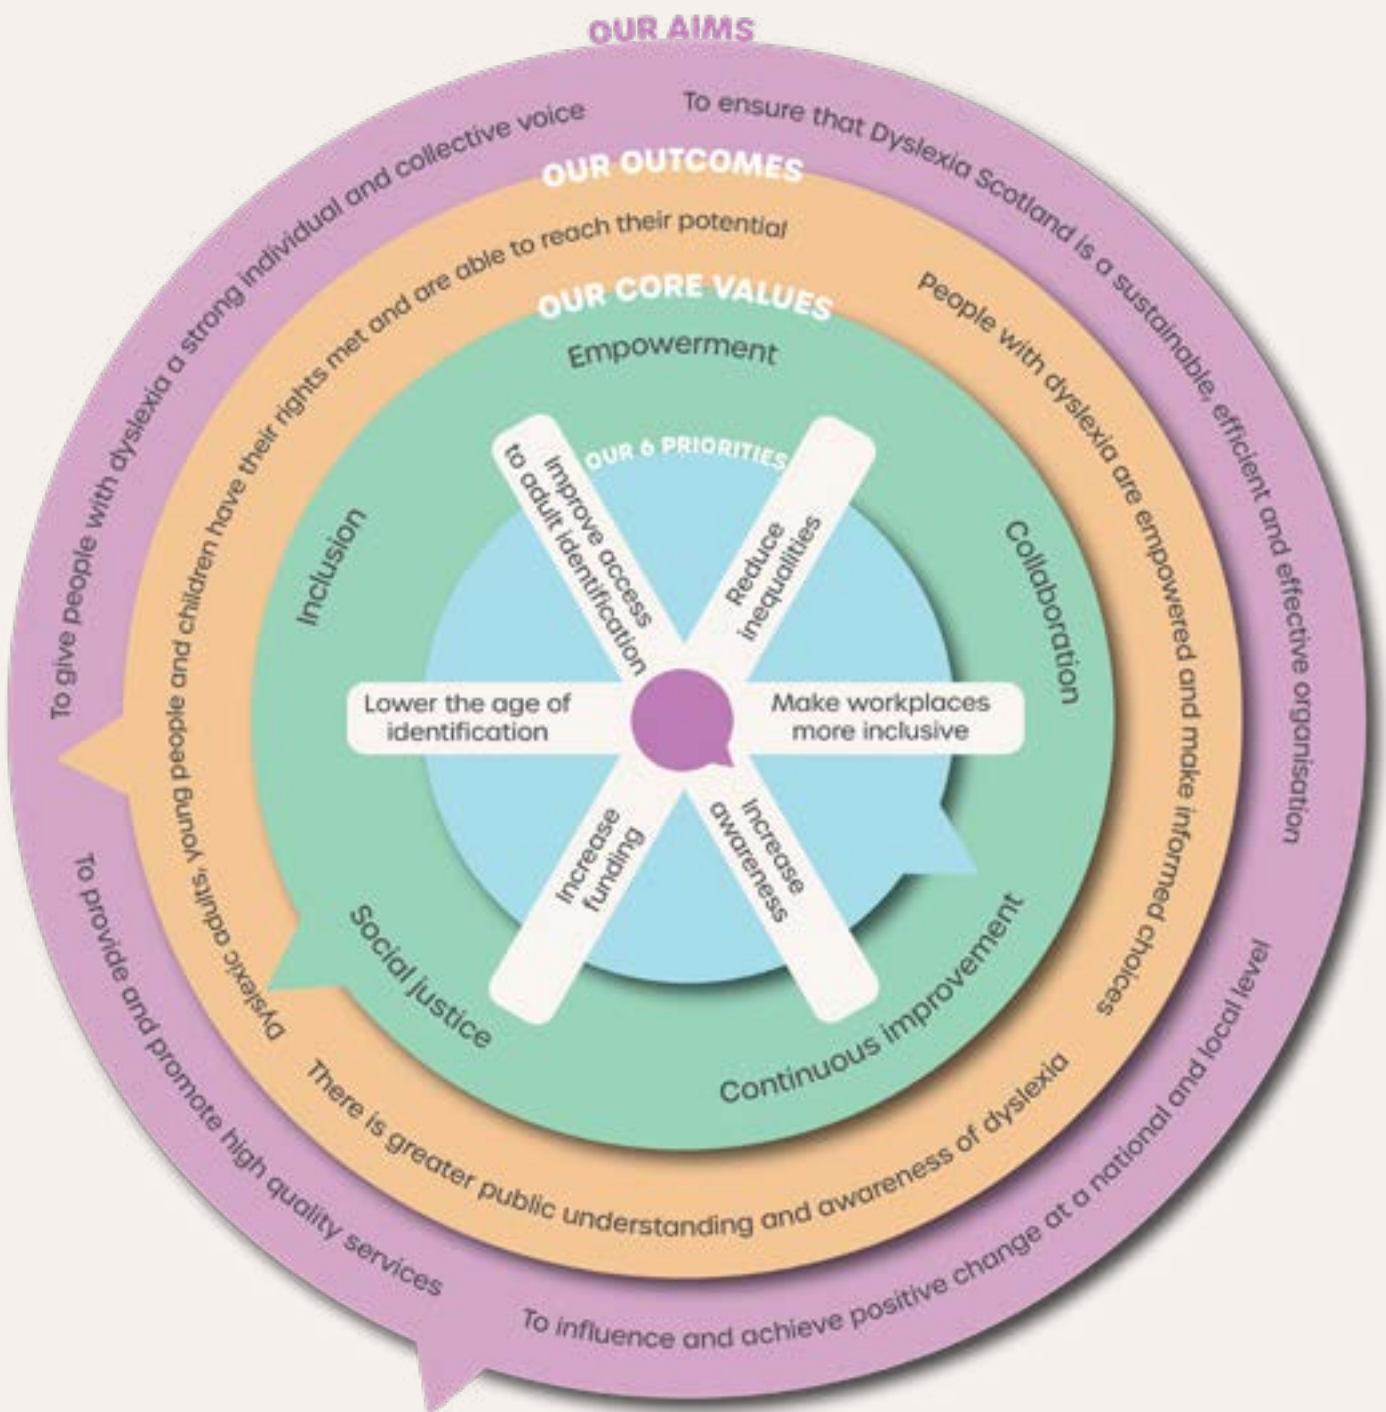 OUR AIMS
To give people with dyslexia a strong individual and collective voice
To ensure that Dyslexia Scotland is a sustainable, efficient and effective organisation
To influence and achieve positive change at a national and local level
To provide and promote high quality services
OUR OUTCOMES
Dyslexic adults, young people and children have their rights met and are able to reach their potential
People with dyslexia are empowered and make informed choices
There is greater public understanding and awareness of dyslexia
OUR CORE VALUES
Empowerment
Collaboration
Continuous improvement
Social justice
Inclusion
OUR 6 PRIORITIES
Improve access
to adult identification
Reduce
inequalities
Make workplaces
more inclusive
Increase
awareness
Increase
funding
Lower the age of
identification